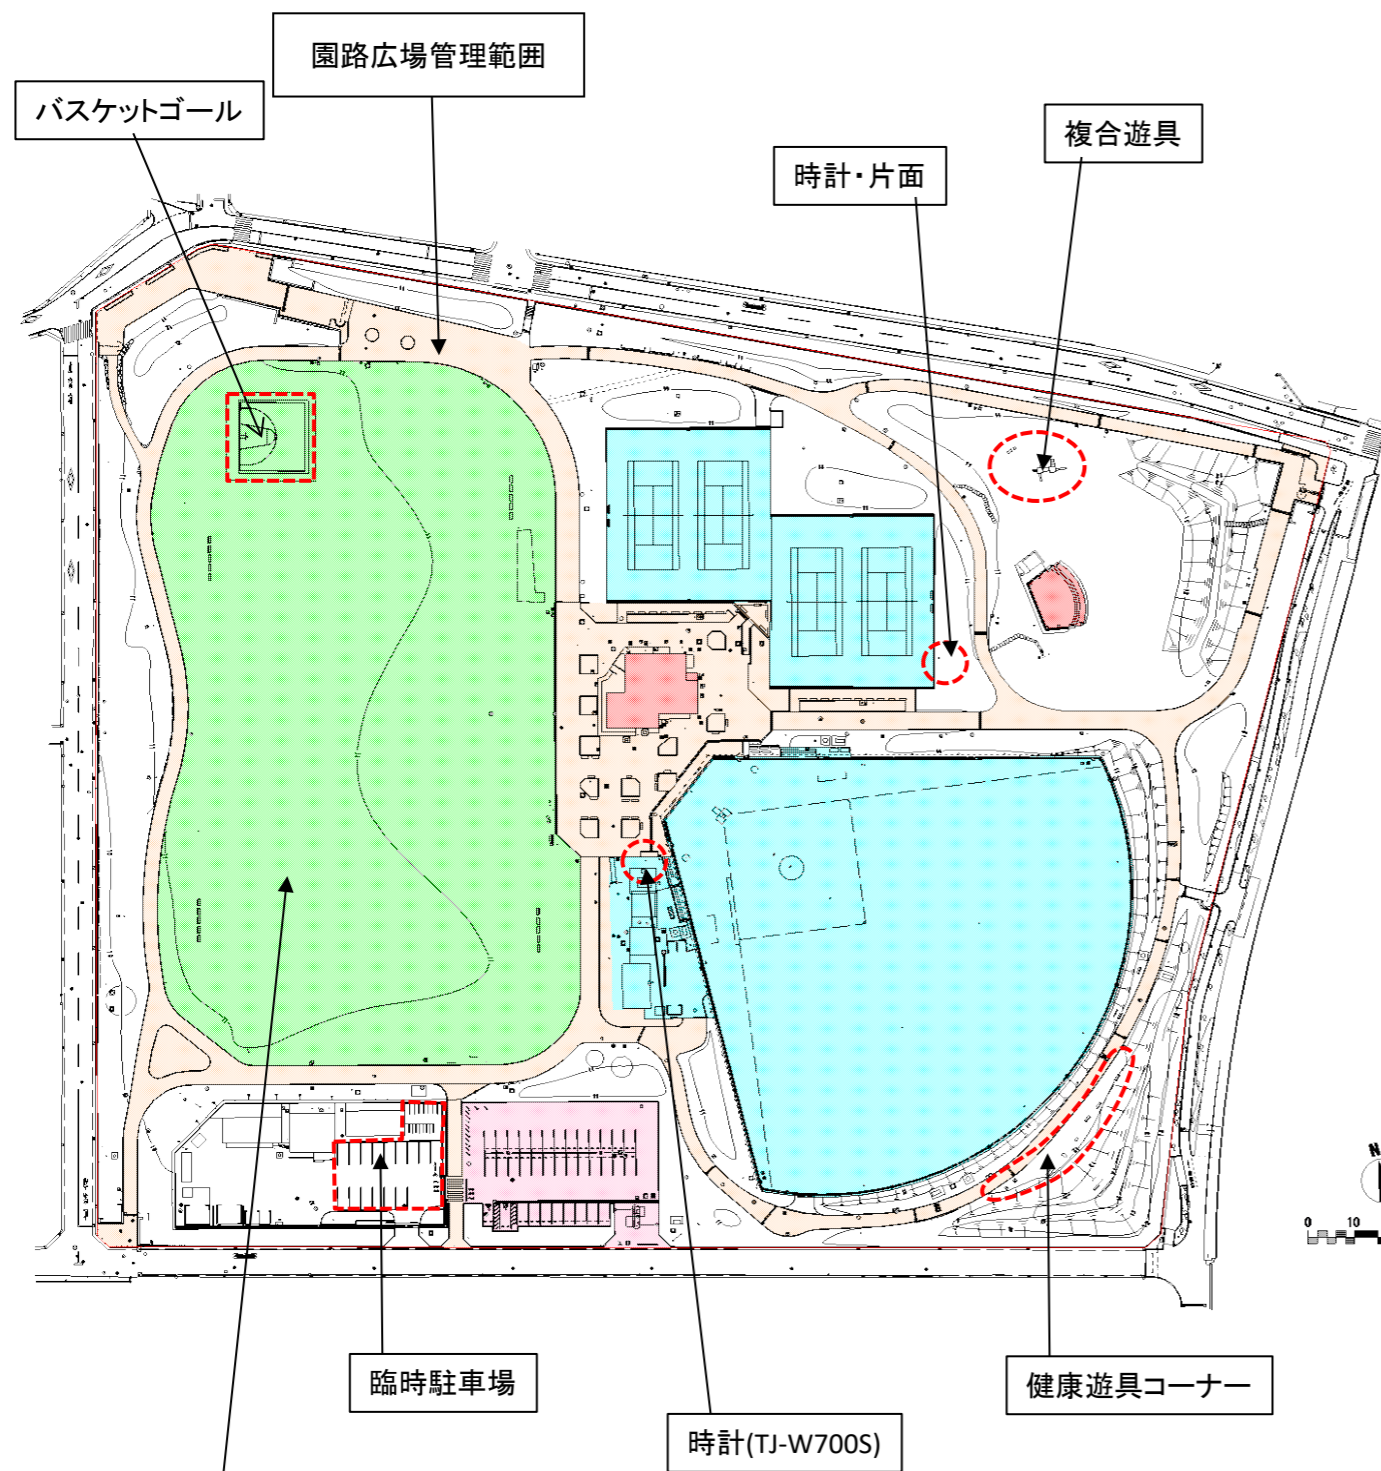 園路広場管理範囲
バスケットゴール
複合遊具
時計・片面
N
0 10
臨時駐車場
健康遊具コーナー
時計(TJ-W700S)